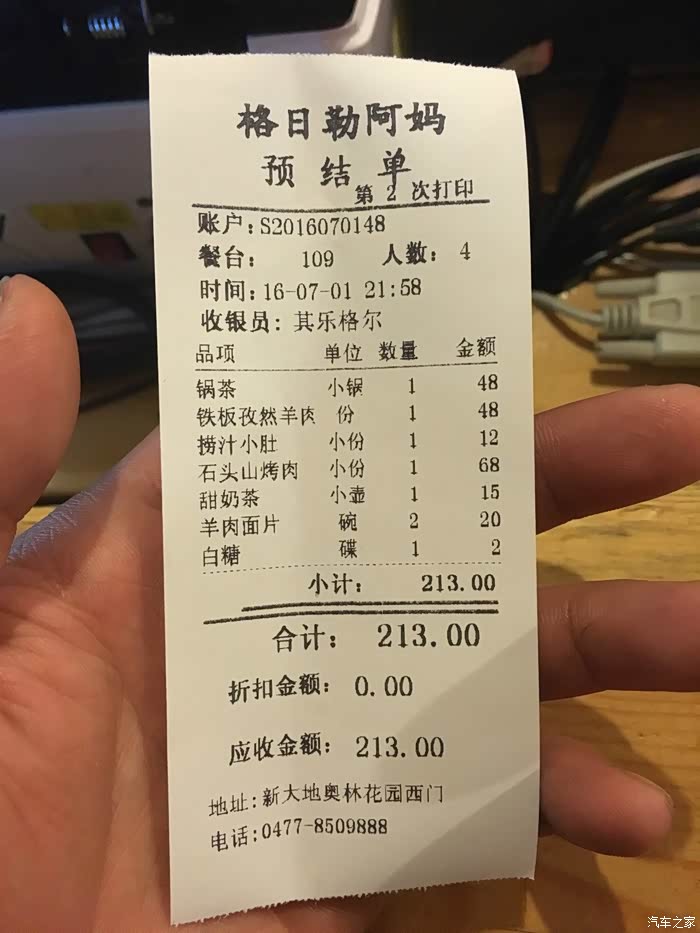 格日勒阿妈
预结单
第 2 次打印
账户:S2016070148
餐台: 109 人数: 4
时间:16-07-01 21:58
收银员: 其乐格尔
品项 单位 数量 金额
锅茶 小锅 1 48
铁板孜然羊肉 份 1 48
捞汁小肚 小份 1 12
石头山烤肉 小份 1 68
甜奶茶 小壶 1 15
羊肉面片 碗 2 20
白糖 碟 1 2
小计: 213.00
合计: 213.00
折扣金额: 0.00
应收金额: 213.00
地址:新大地奥林花园西门
电话:0477-8509888
汽车之家